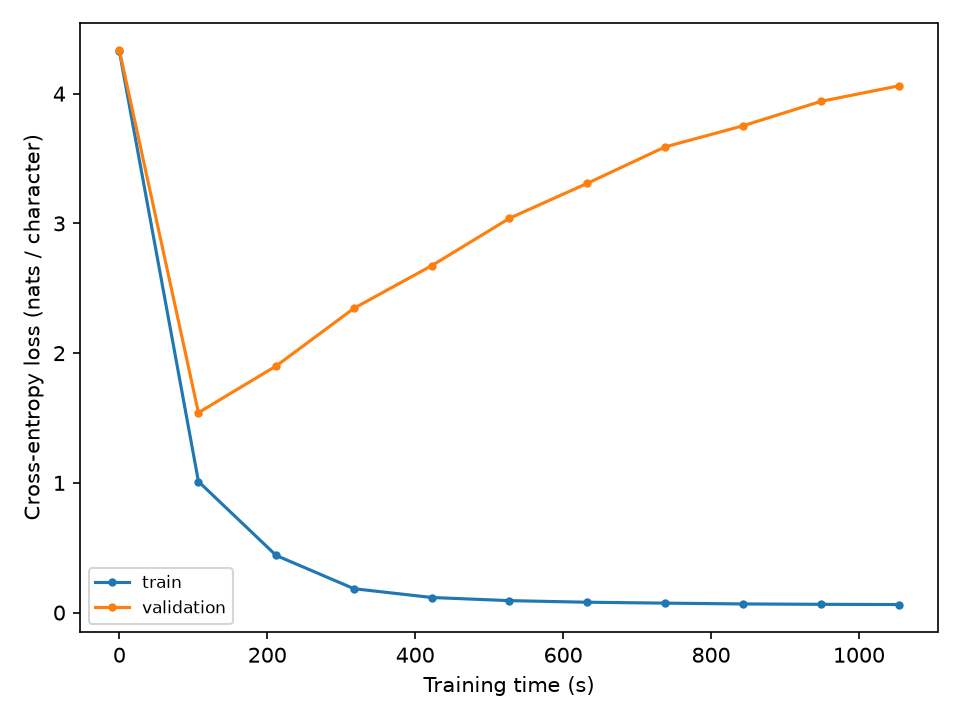 4
3
2
1
0
0 200 400 600 800 1000
Cross-entropy loss (nats / character)
Training time (s)
train
validation